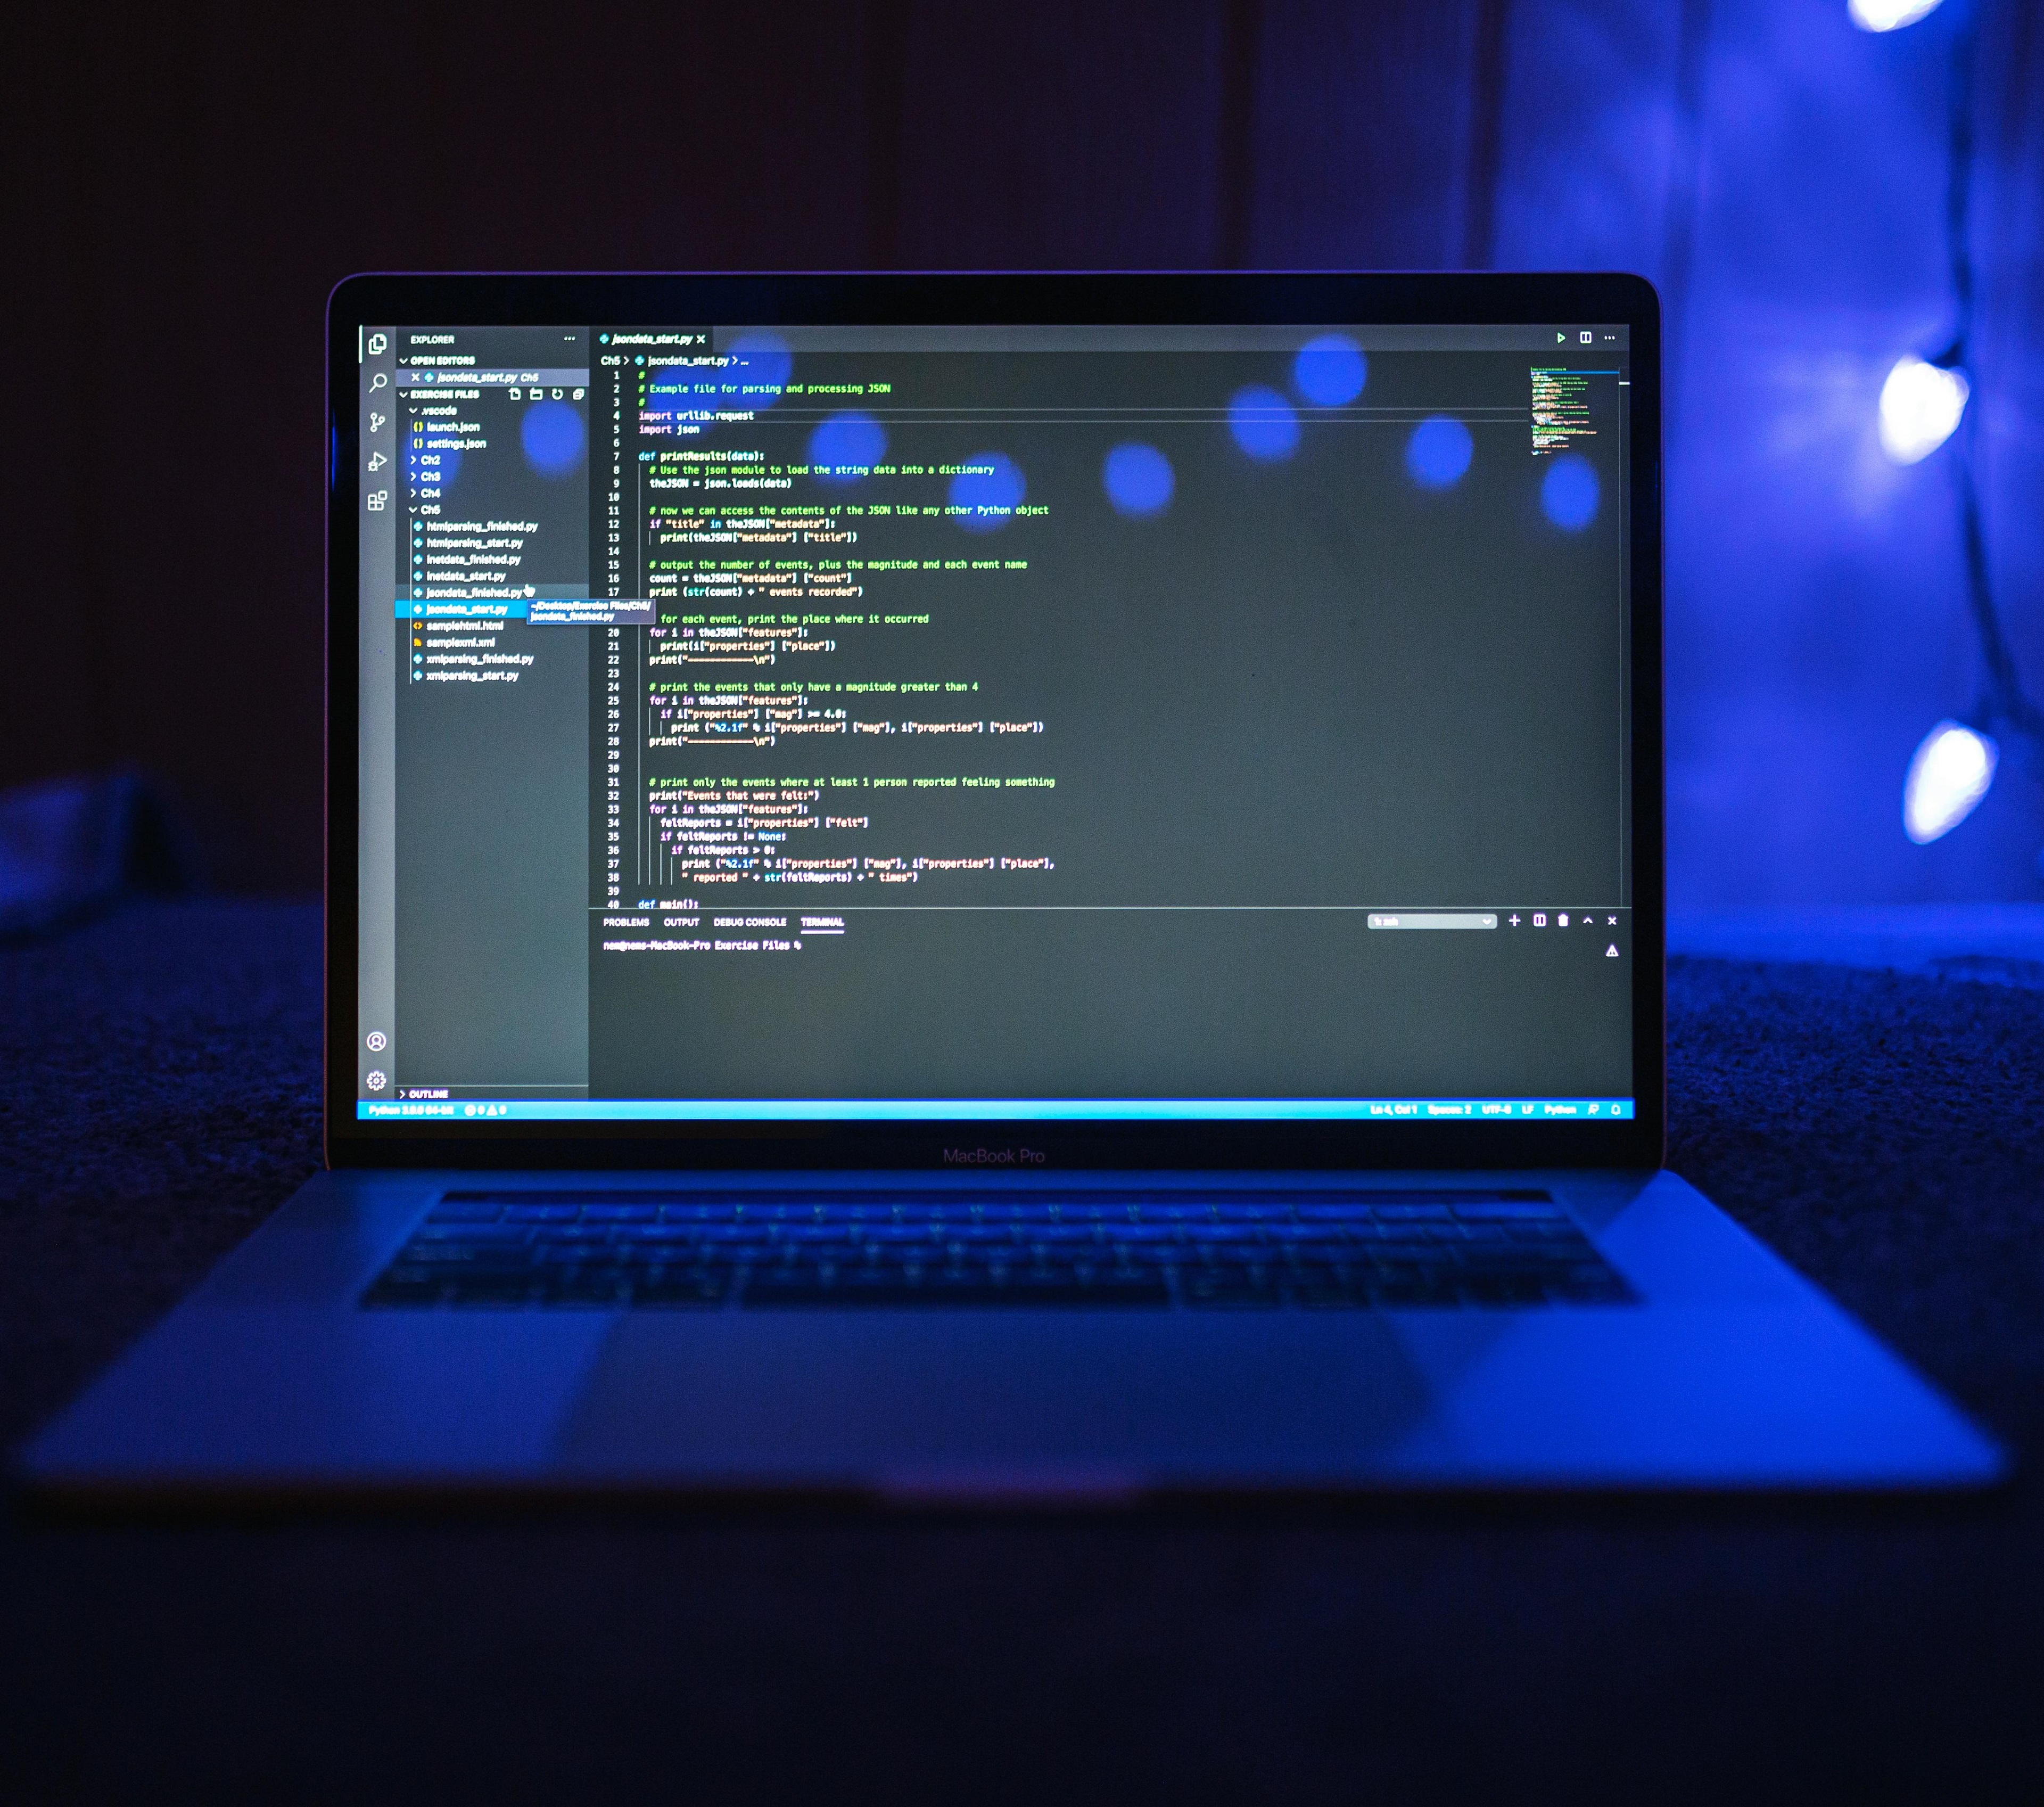 EXPLORER
OPEN EDITORS
jsondata_start.py Ch5
EXERCISE FILES
.vscode
{} launch.json
{} settings.json
Ch2
Ch3
Ch4
Ch5
htmlparsing_finished.py
htmlparsing_start.py
inetdata_finished.py
inetdata_start.py
jsondata_finished.py
jsondata_start.py
~/Desktop/Exercise Files/Ch5/
jsondata_finished.py
<> samplehtml.html
samplexml.xml
xmlparsing_finished.py
xmlparsing_start.py
OUTLINE
jsondata_start.py
Ch5 > jsondata_start.py > ...
1 #
2 # Example file for parsing and processing JSON
3 #
4 import urllib.request
5 import json
6
7 def printResults(data):
8 # Use the json module to load the string data into a dictionary
9 theJSON = json.loads(data)
10
11 # now we can access the contents of the JSON like any other Python object
12 if "title" in theJSON["metadata"]:
13 print(theJSON["metadata"] ["title"])
14
15 # output the number of events, plus the magnitude and each event name
16 count = theJSON["metadata"] ["count"]
17 print (str(count) + " events recorded")
for each event, print the place where it occurred
20 for i in theJSON["features"]:
21 print(i["properties"] ["place"])
22 print("--------------\n")
23
24 # print the events that only have a magnitude greater than 4
25 for i in theJSON["features"]:
26 if i["properties"] ["mag"] >= 4.0:
27 print ("%2.1f" % i["properties"] ["mag"], i["properties"] ["place"])
28 print("--------------\n")
29
30
31 # print only the events where at least 1 person reported feeling something
32 print("Events that were felt:")
33 for i in theJSON["features"]:
34 feltReports = i["properties"] ["felt"]
35 if feltReports != None:
36 if feltReports > 0:
37 print ("%2.1f" % i["properties"] ["mag"], i["properties"] ["place"],
38 " reported " + str(feltReports) + " times")
39
40 def main():
PROBLEMS OUTPUT DEBUG CONSOLE TERMINAL 1: zsh
Exercise Files %
Python 64-bit 0 0 Ln 4, Col 1 Spaces: 2 UTF-8 LF Python
MacBook Pro